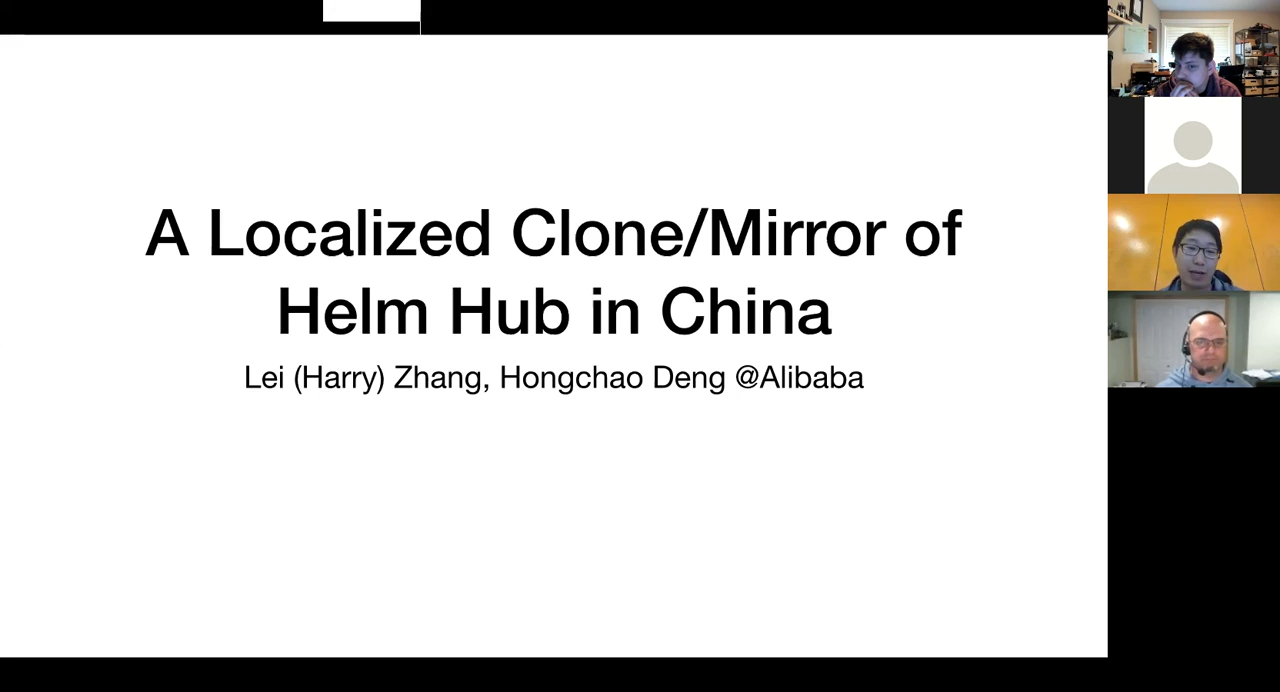 A Localized Clone/Mirror of
Helm Hub in China
Lei (Harry) Zhang, Hongchao Deng @Alibaba